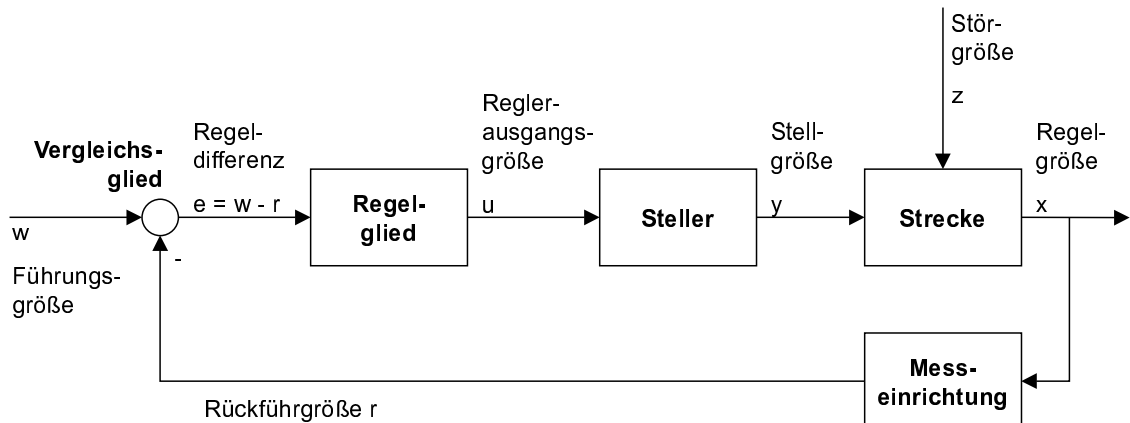 Stör-
größe
z
Vergleichs-
glied
Regel-
differenz
e = w - r
Regel-
glied
Regler-
ausgangs-
größe
u
Steller
Stell-
größe
y
Strecke
Regel-
größe
x
w
-
Führungs-
größe
Mess-
einrichtung
Rückführgröße r